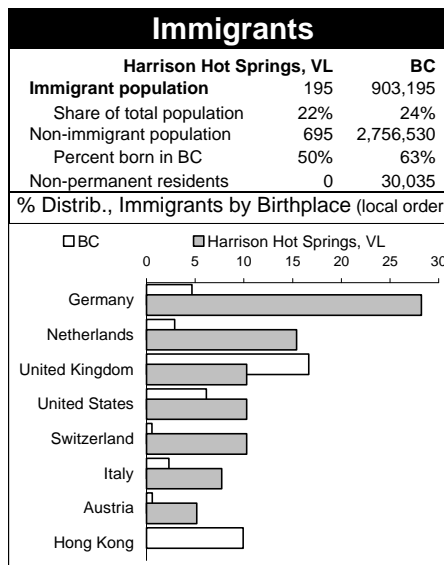 Immigrants
Harrison Hot Springs, VL BC
Immigrant population 195 903,195
Share of total population 22% 24%
Non-immigrant population 695 2,756,530
Percent born in BC 50% 63%
Non-permanent residents 0 30,035
% Distrib., Immigrants by Birthplace (local order
BC Harrison Hot Springs, VL
0 5 10 15 20 25 30
Germany
Netherlands
United Kingdom
United States
Switzerland
Italy
Austria
Hong Kong